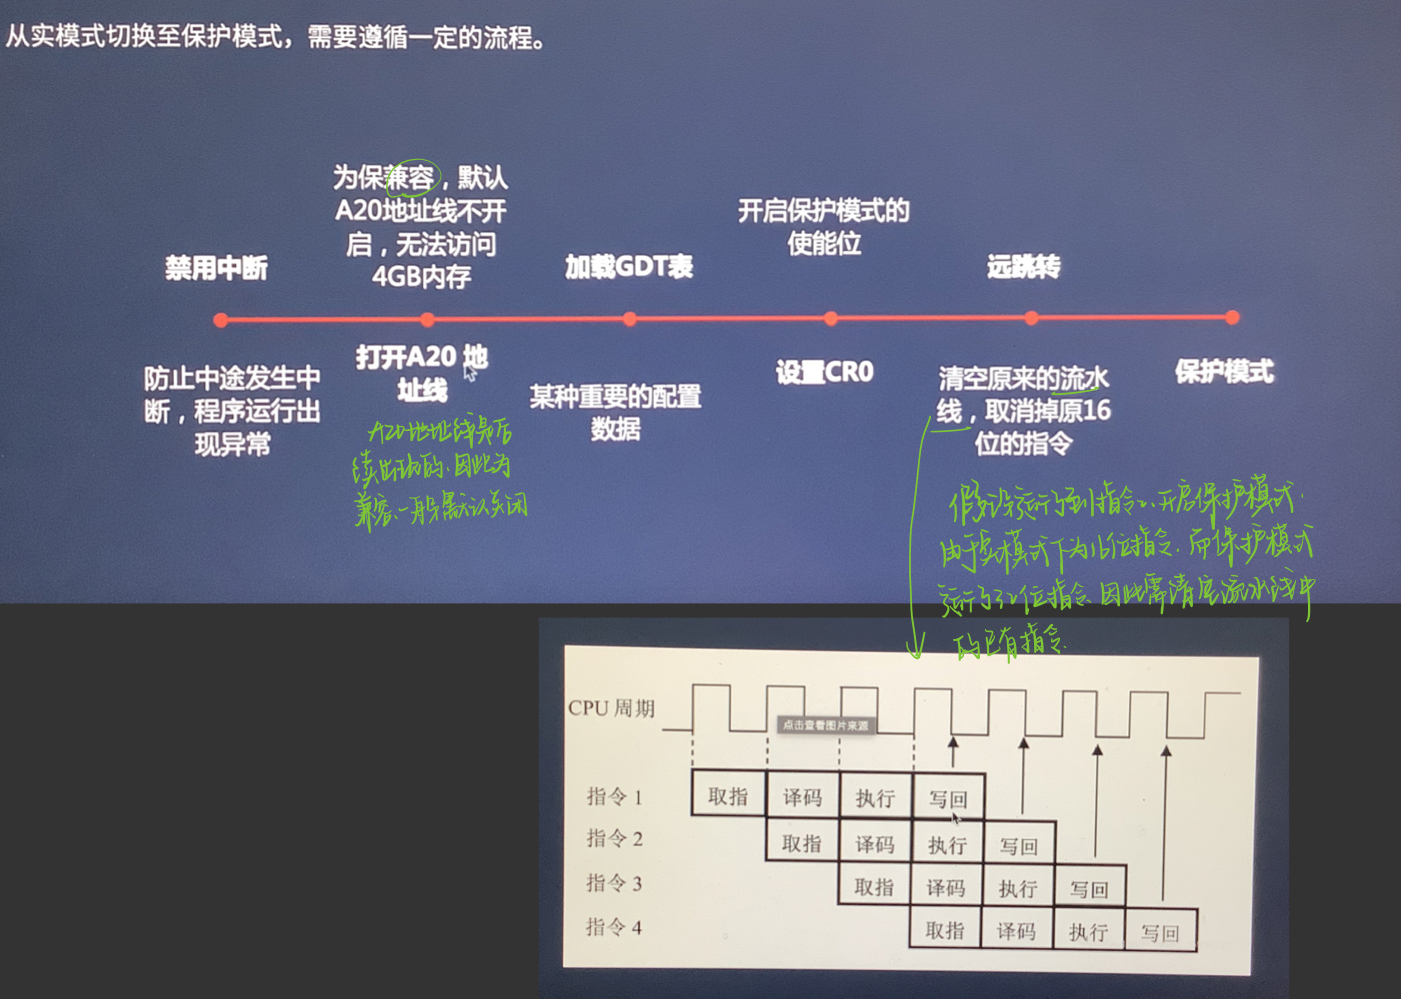 从实模式切换至保护模式，需要遵循一定的流程。
为保兼容，默认
A20地址线不开
启，无法访问
4GB内存
开启保护模式的
使能位
禁用中断
加载GDT表
远跳转
防止中途发生中
断，程序运行出
现异常
打开A20 地
址线
某种重要的配置
数据
设置CR0
清空原来的流水
线，取消掉原16
位的指令
保护模式
A20地址线是后
续出现的，因此为
兼容，一般默认关闭
假设运行到指令2，开启保护模式，
由于实模式下为16位指令，而保护模式
运行32位指令，因此需清空流水线中
的已有指令.
CPU 周期
点击查看图片来源
指令 1
取指 译码 执行 写回
指令 2
取指 译码 执行 写回
指令 3
取指 译码 执行 写回
指令 4
取指 译码 执行 写回